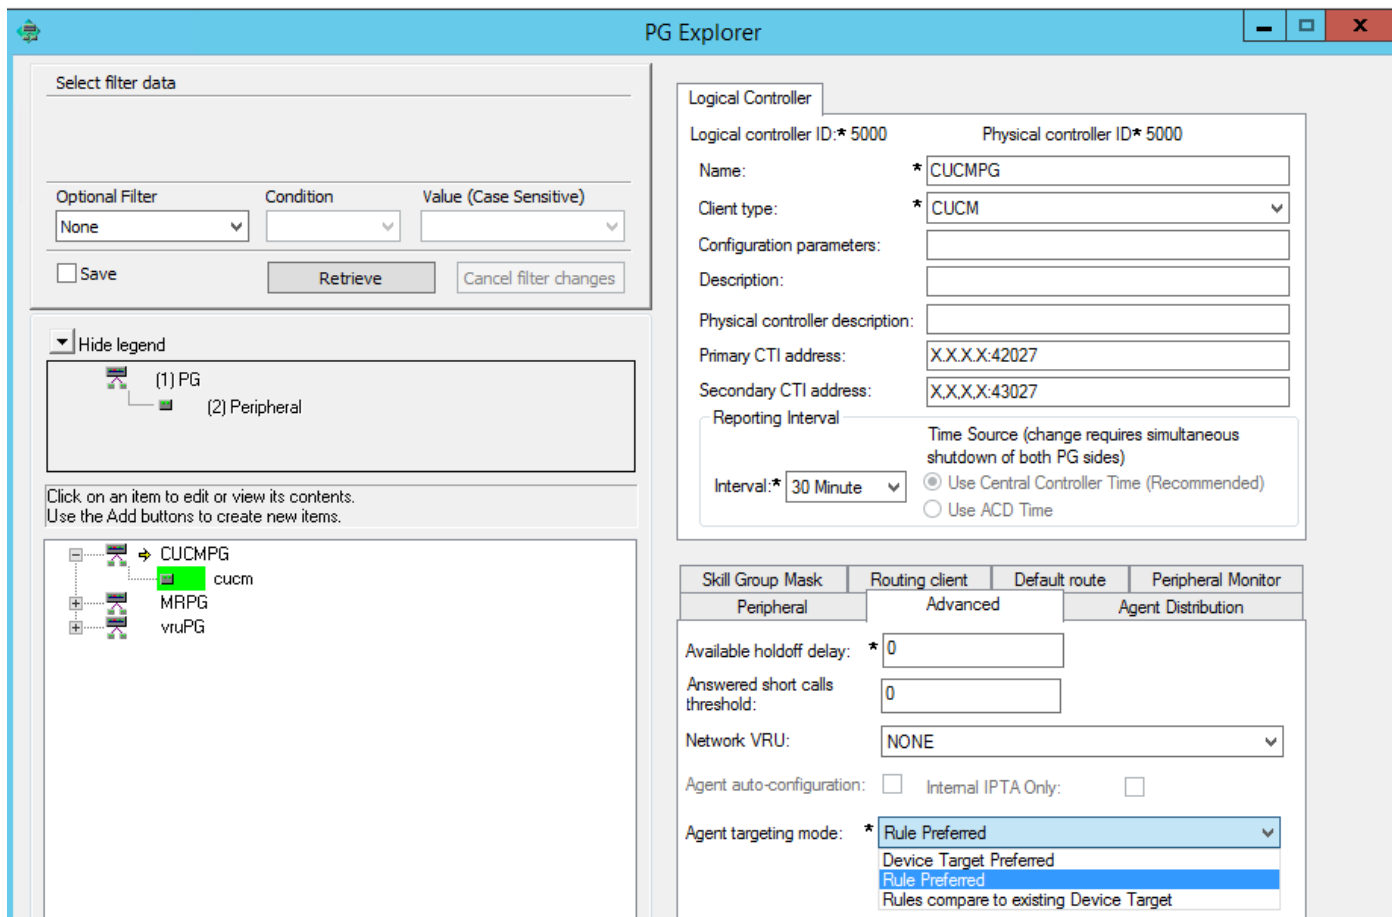 PG Explorer
Select filter data
Optional Filter Condition Value (Case Sensitive)
None
Save Retrieve Cancel filter changes
Hide legend
(1) PG
(2) Peripheral
Click on an item to edit or view its contents.
Use the Add buttons to create new items.
CUCMPG
cucm
MRPG
vruPG
Logical Controller
Logical controller ID:* 5000 Physical controller ID* 5000
Name: * CUCMPG
Client type: * CUCM
Configuration parameters:
Description:
Physical controller description:
Primary CTI address: X.X.X.X:42027
Secondary CTI address: X,X,X,X:43027
Reporting Interval
Time Source (change requires simultaneous
shutdown of both PG sides)
Interval:* 30 Minute
Use Central Controller Time (Recommended)
Use ACD Time
Skill Group Mask Routing client Default route Peripheral Monitor
Peripheral Advanced Agent Distribution
Available holdoff delay: * 0
Answered short calls
threshold: 0
Network VRU: NONE
Agent auto-configuration: Internal IPTA Only:
Agent targeting mode: * Rule Preferred
Device Target Preferred
Rule Preferred
Rules compare to existing Device Target